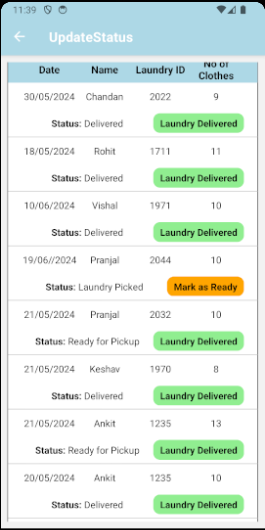 11:39
UpdateStatus
Date Name Laundry ID No of
Clothes
30/05/2024 Chandan 2022 9
Status: Delivered Laundry Delivered
18/05/2024 Rohit 1711 11
Status: Delivered Laundry Delivered
10/06/2024 Vishal 1971 10
Status: Delivered Laundry Delivered
19/06//2024 Pranjal 2044 10
Status: Laundry Picked Mark as Ready
21/05/2024 Pranjal 2032 10
Status: Ready for Pickup Laundry Delivered
21/05/2024 Keshav 1970 8
Status: Delivered Laundry Delivered
21/05/2024 Ankit 1235 13
Status: Ready for Pickup Laundry Delivered
20/05/2024 Ankit 1235 10
Status: Delivered Laundry Delivered